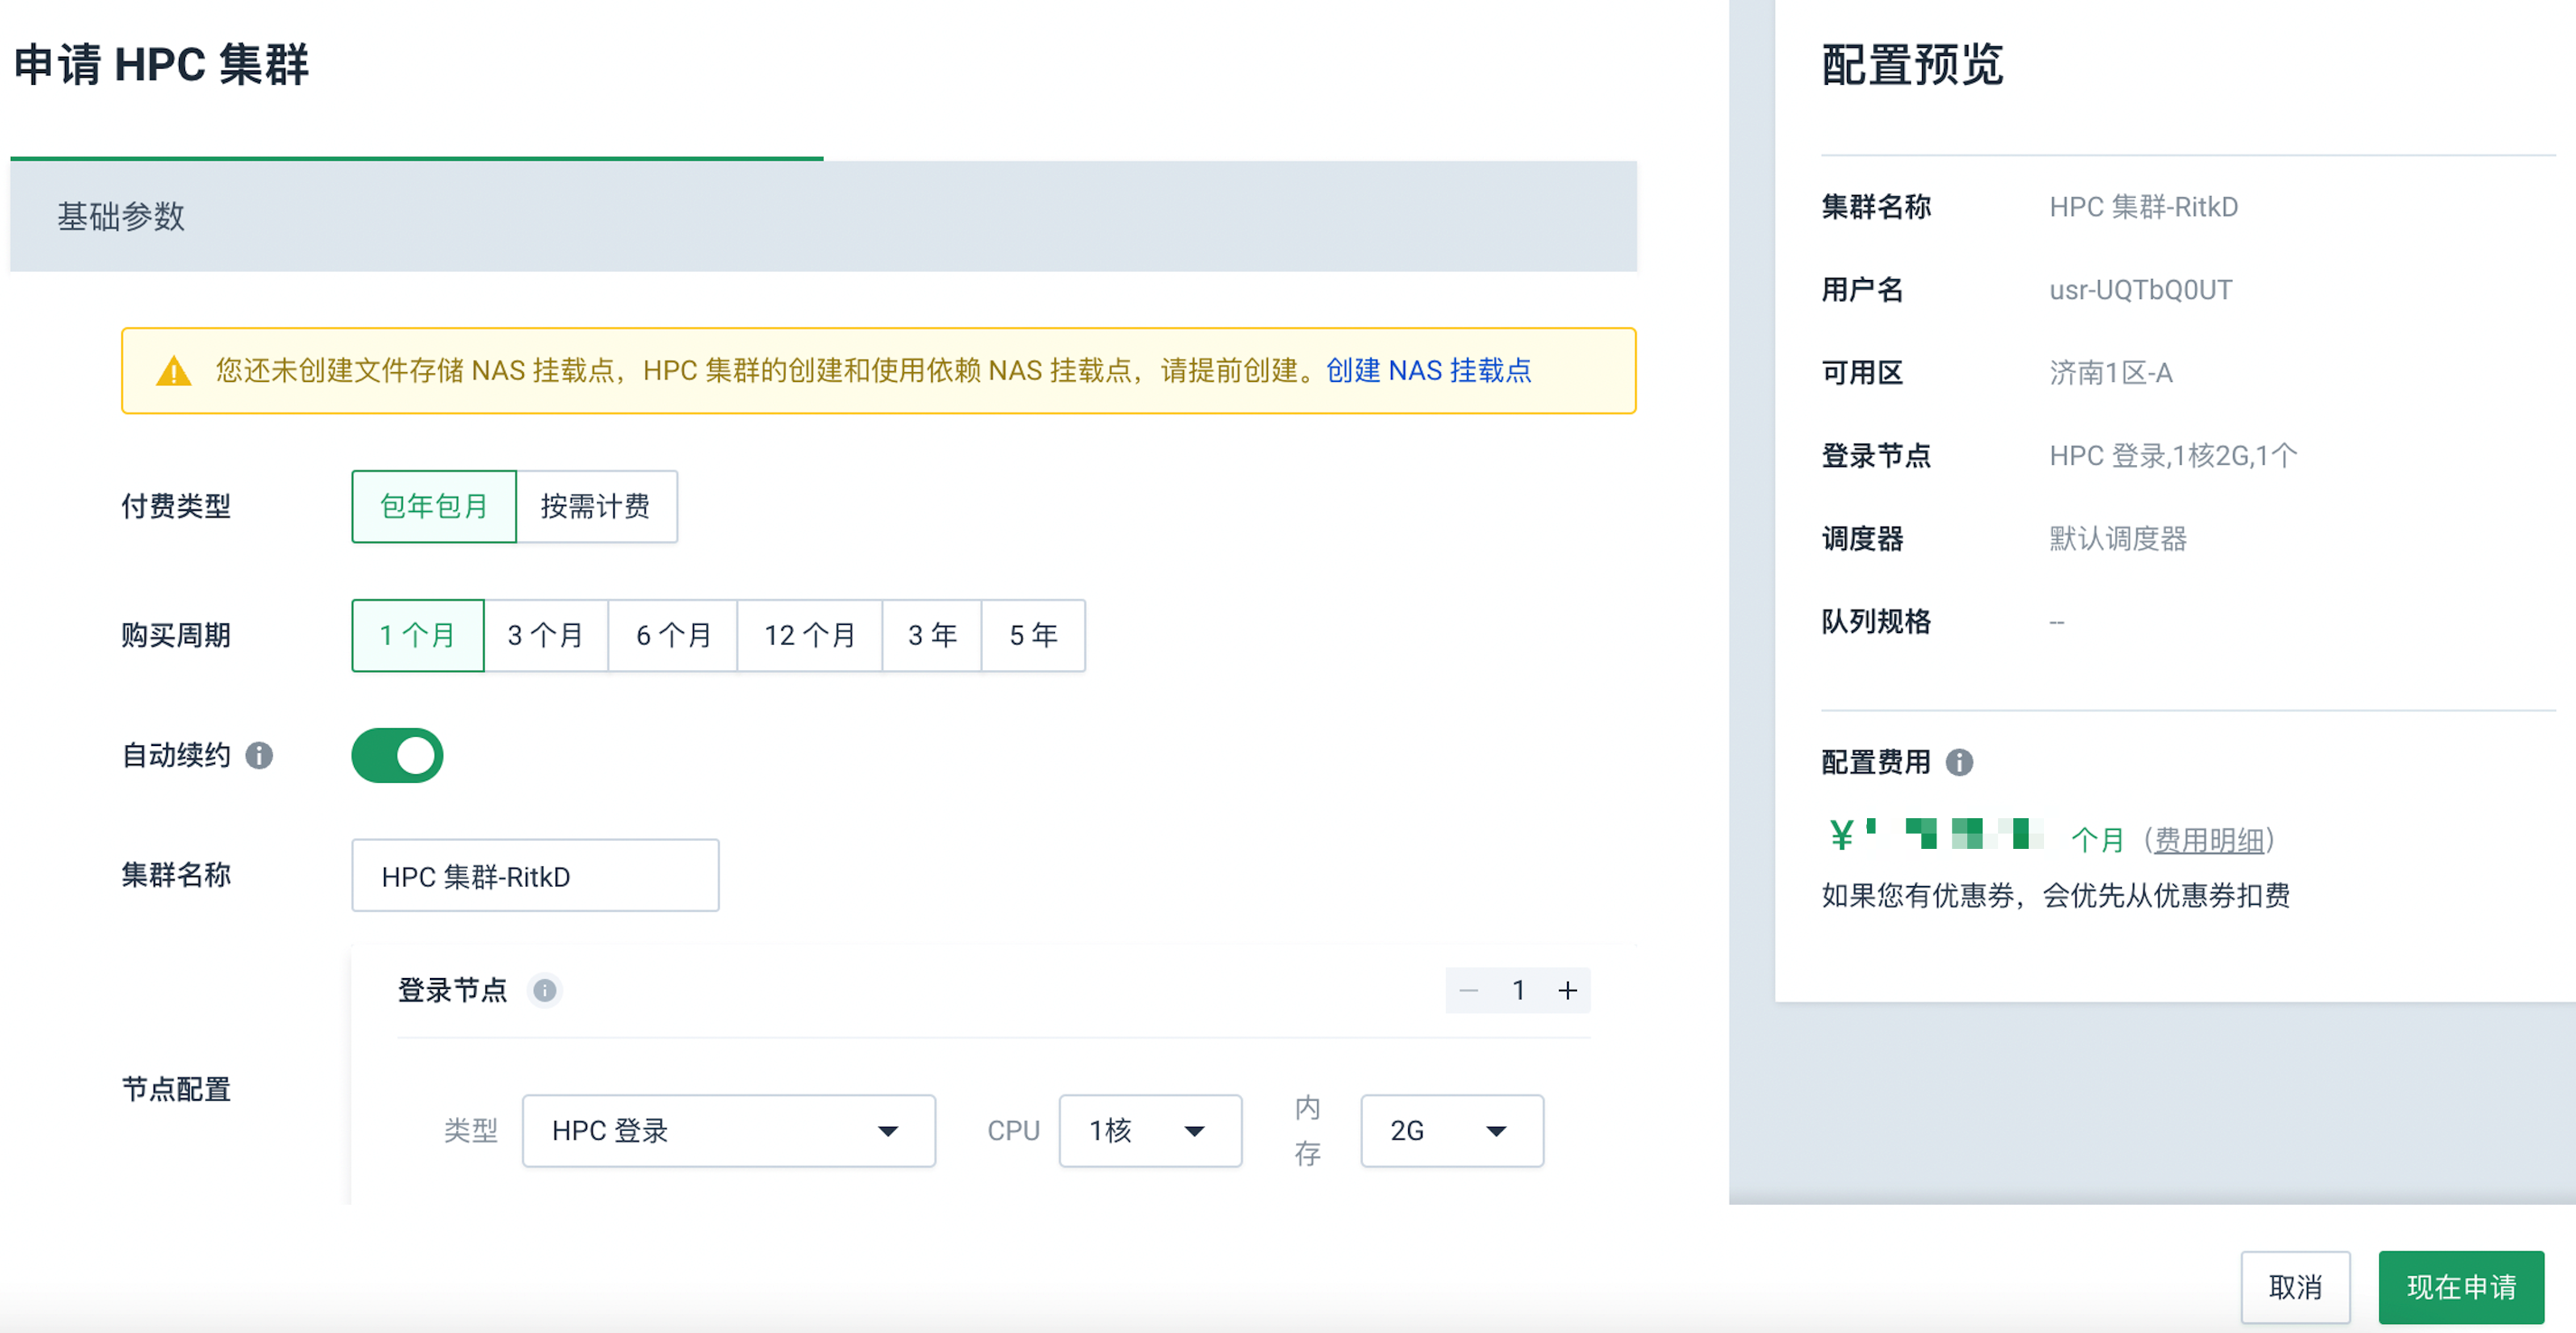 申请 HPC 集群
基础参数
您还未创建文件存储 NAS 挂载点，HPC 集群的创建和使用依赖 NAS 挂载点，请提前创建。创建 NAS 挂载点
付费类型
包年包月 按需计费
购买周期
1 个月 3 个月 6 个月 12 个月 3 年 5 年
自动续约
集群名称
HPC 集群-RitkD
登录节点
1
节点配置
类型 HPC 登录 CPU 1核 内存 2G
配置预览
集群名称 HPC 集群-RitkD
用户名 usr-UQTbQ0UT
可用区 济南1区-A
登录节点 HPC 登录,1核2G,1个
调度器 默认调度器
队列规格 --
配置费用
¥ 个月（费用明细）
如果您有优惠券，会优先从优惠券扣费
取消 现在申请